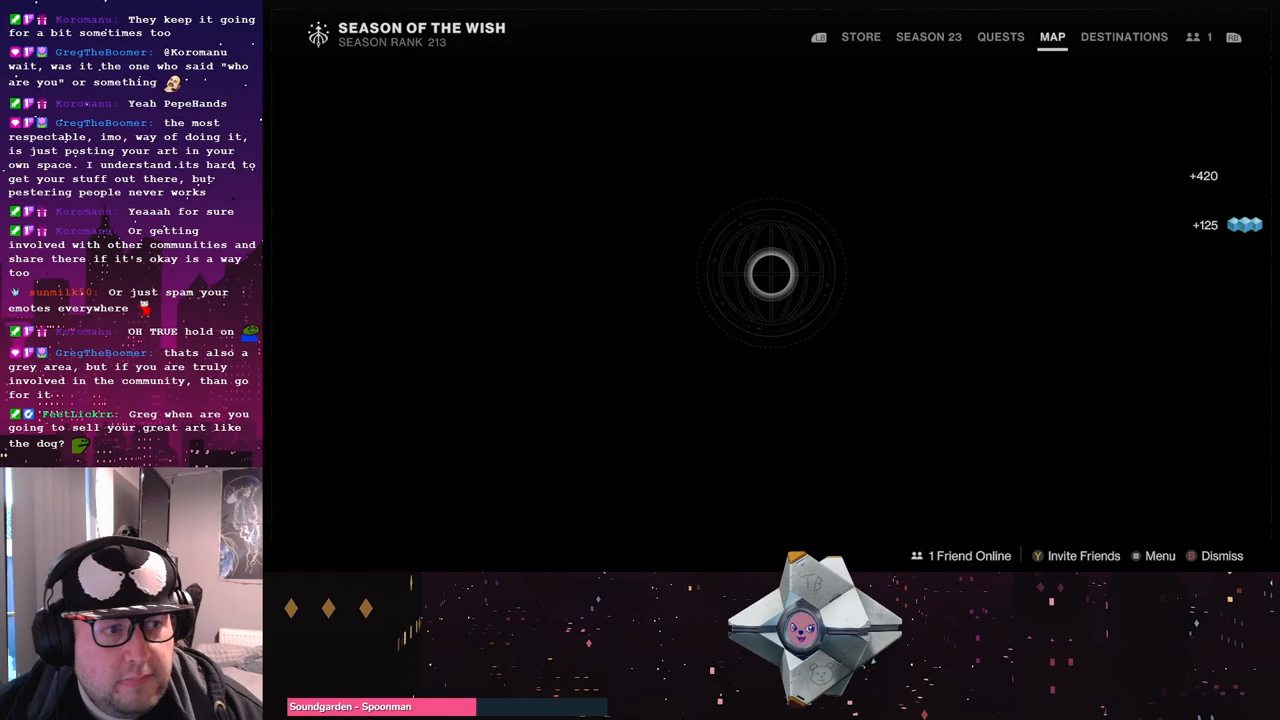 Koromanu: They keep it going
for a bit sometimes too
GregTheBoomer: @Koromanu
wait, was it the one who said "who
are you" or something
Koromanu: Yeah PepeHands
GregTheBoomer: the most
respectable, imo, way of doing it,
is just posting your art in your
own space. I understand its hard to
get your stuff out there, but
pestering people never works
Koromanu: Yeaaah for sure
Koromanu: Or getting
involved with other communities and
share there if it's okay is a way
too
sunmilk50: Or just spam your
emotes everywhere
Koromanu: OH TRUE hold on
GregTheBoomer: thats also a
grey area, but if you are truly
involved in the community, than go
for it
FeetLickrr: Greg when are you
going to sell your great art like
the dog?
SEASON OF THE WISH
SEASON RANK 213
LB STORE SEASON 23 QUESTS MAP DESTINATIONS 1 RB
+420
+125
1 Friend Online Y Invite Friends Menu B Dismiss
TB
Soundgarden - Spoonman